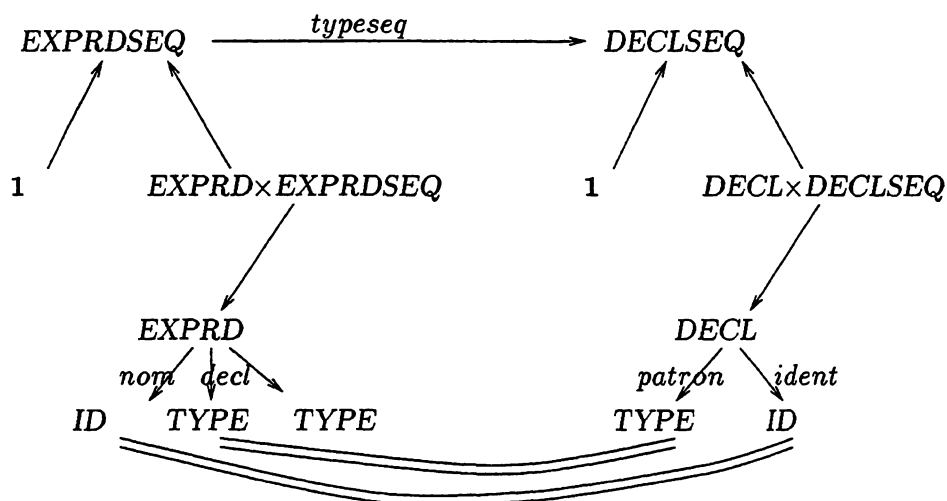 typeseq
EXPRDSEQ DECLSEQ
1 EXPRD×EXPRDSEQ 1 DECL×DECLSEQ
EXPRD DECL
nom decl patron ident
ID TYPE TYPE TYPE ID